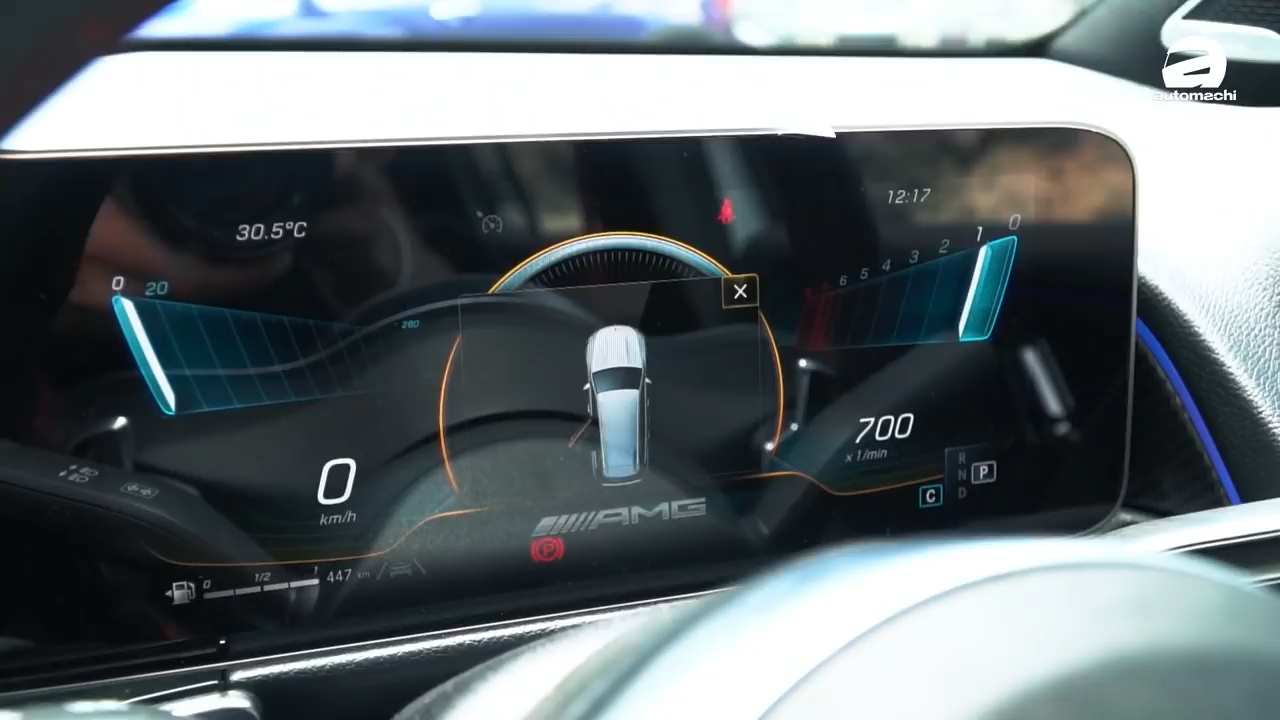 automachi
12:17
30.5°C
0 20
260
6 5 4 3 2 1 0
700
x 1/min
0
km/h
R
N P
C D
AMG
P
0 1/2 1 447 km